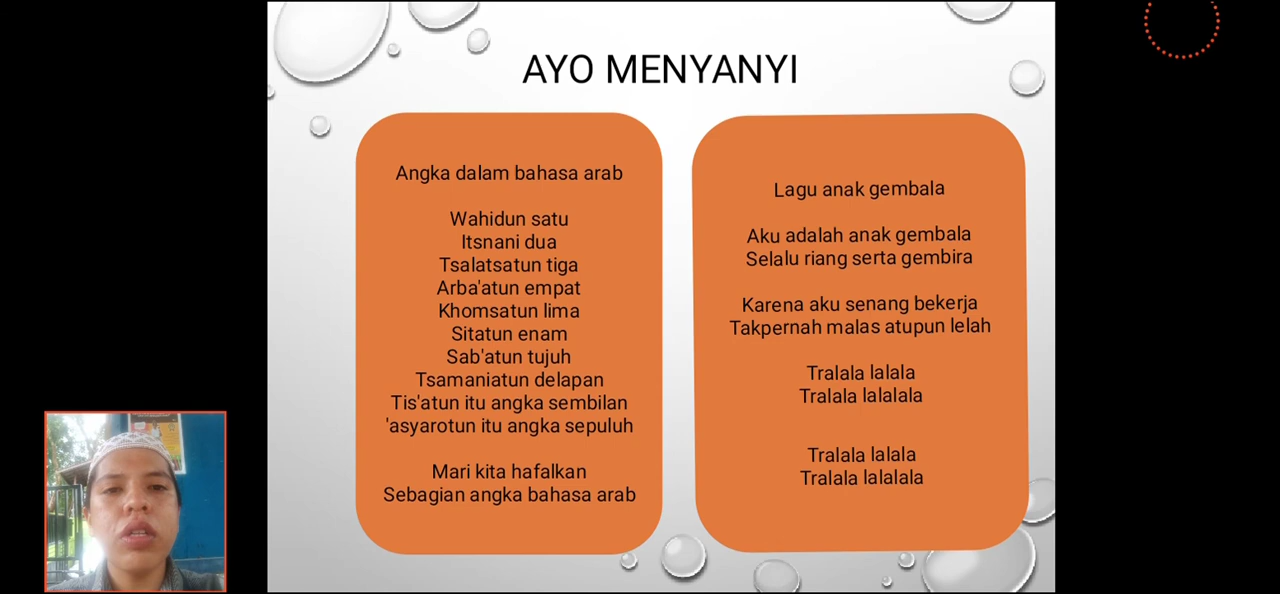 AYO MENYANYI
Angka dalam bahasa arab
Wahidun satu
Itsnani dua
Tsalatsatun tiga
Arba'atun empat
Khomsatun lima
Sitatun enam
Sab'atun tujuh
Tsamaniatun delapan
Tis'atun itu angka sembilan
'asyarotun itu angka sepuluh
Mari kita hafalkan
Sebagian angka bahasa arab
Lagu anak gembala
Aku adalah anak gembala
Selalu riang serta gembira
Karena aku senang bekerja
Takpernah malas atupun lelah
Tralala lalala
Tralala lalalala
Tralala lalala
Tralala lalalala